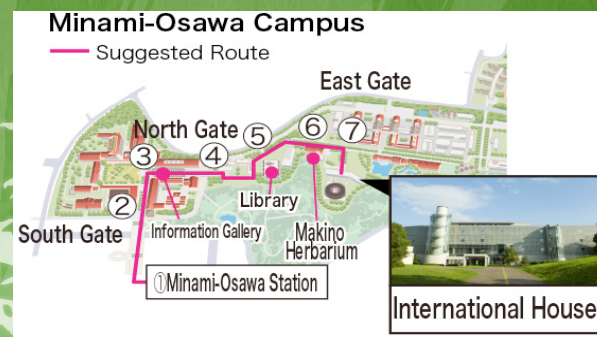 Minami-Osawa Campus
Suggested Route
East Gate
North Gate
⑤
⑥
⑦
③
④
②
Library
South Gate
Information Gallery
Makino
Herbarium
①Minami-Osawa Station
International House